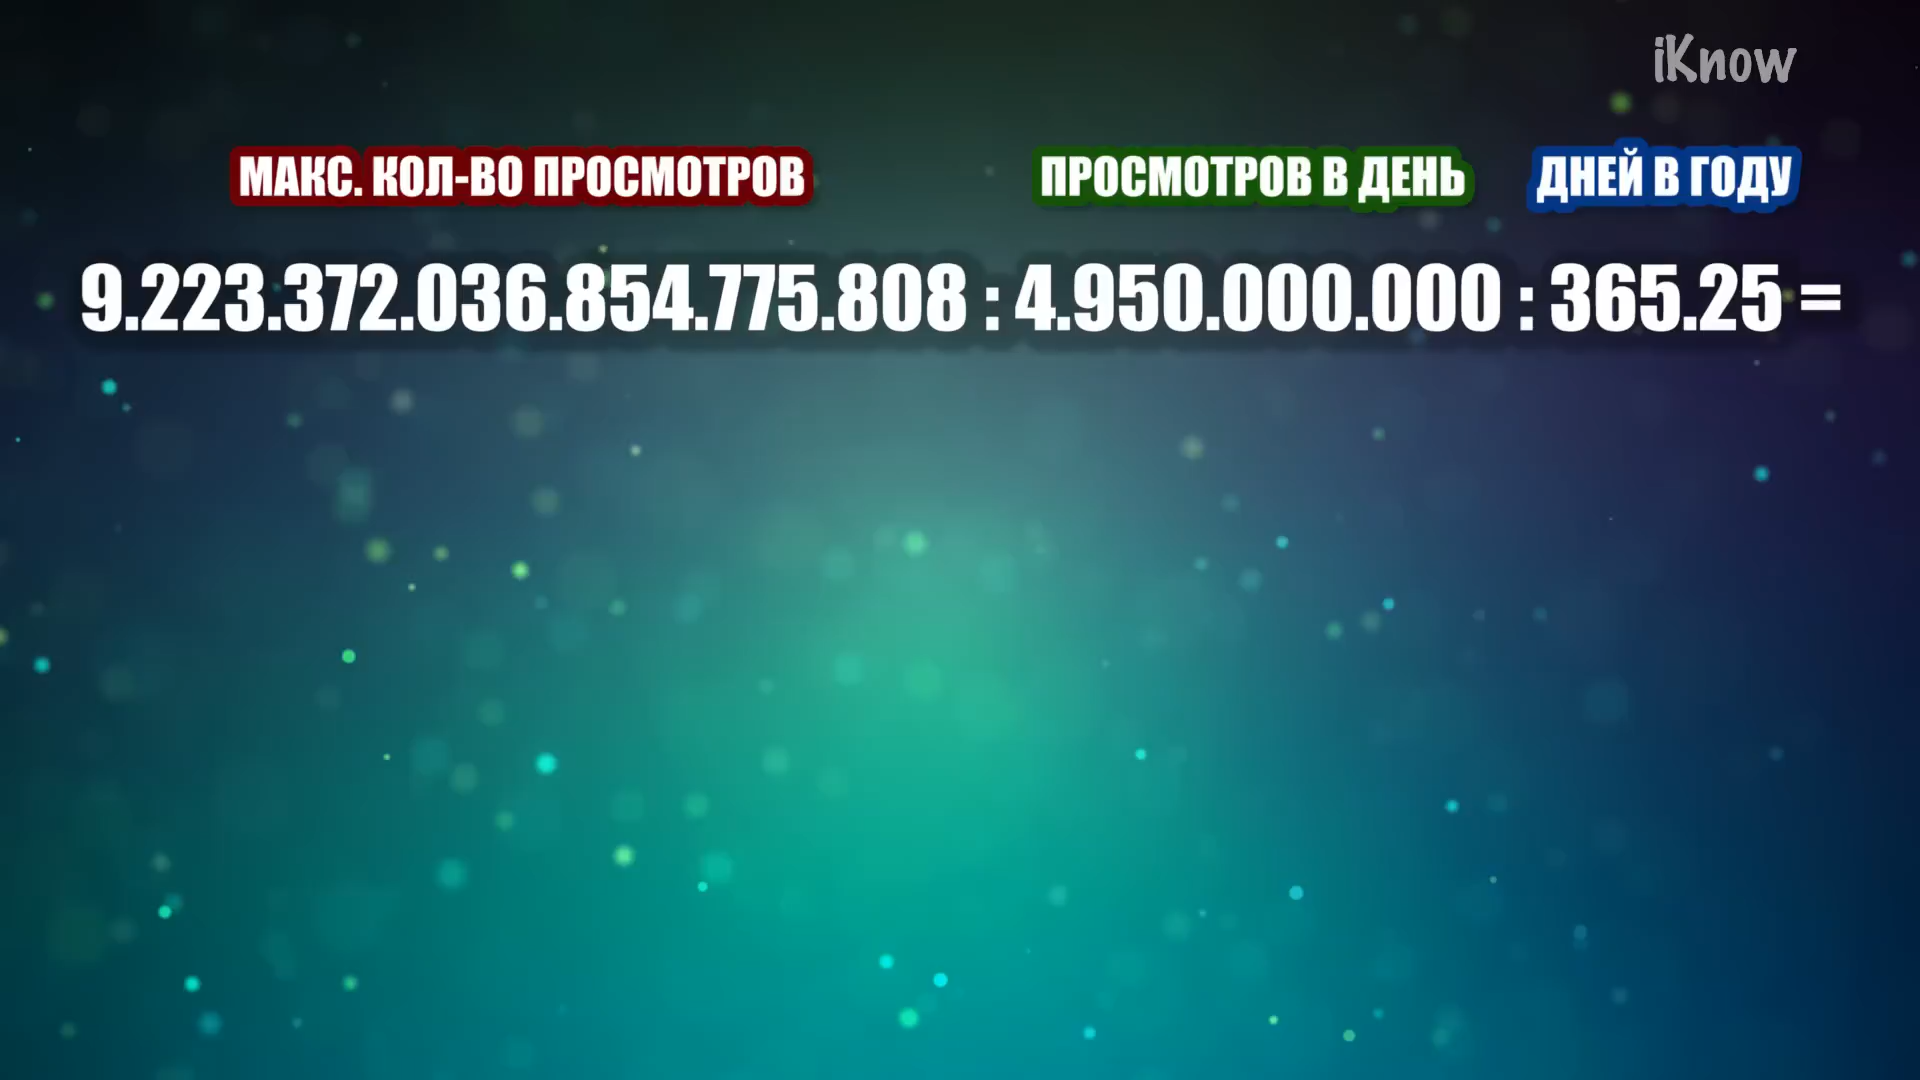 iKnow
МАКС. КОЛ-ВО ПРОСМОТРОВ ПРОСМОТРОВ В ДЕНЬ ДНЕЙ В ГОДУ
9.223.372.036.854.775.808 : 4.950.000.000 : 365.25 =